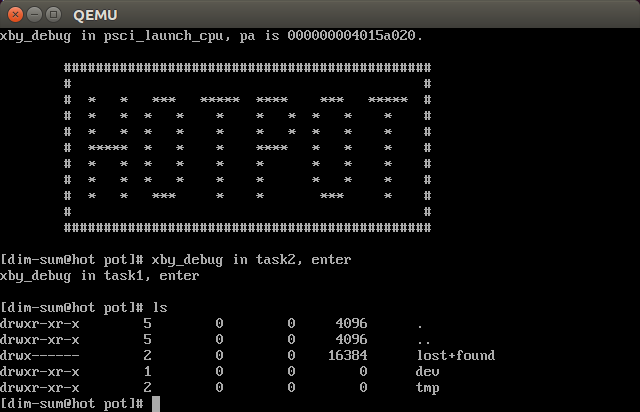 QEMU
xby_debug in psci_launch_cpu, pa is 000000004015a020.
##############################################
#                                            #
#  *   *   ***   ***** ****    ***   *****  #
#  *   *  *   *    *    *   *  *   *    *    #
#  *   *  *   *    *    *   *  *   *    *    #
#  *****  *   *    *    ****   *   *    *    #
#  *   *  *   *    *    *      *   *    *    #
#  *   *  *   *    *    *      *   *    *    #
#  *   *   ***     *    *       ***     *    #
#                                            #
##############################################
[dim-sum@hot pot]# xby_debug in task2, enter
xby_debug in task1, enter
[dim-sum@hot pot]# ls
drwxr-xr-x        5        0        0     4096      .
drwxr-xr-x        5        0        0     4096      ..
drwx------        2        0        0    16384      lost+found
drwxr-xr-x        1        0        0        0      dev
drwxr-xr-x        2        0        0        0      tmp
[dim-sum@hot pot]#